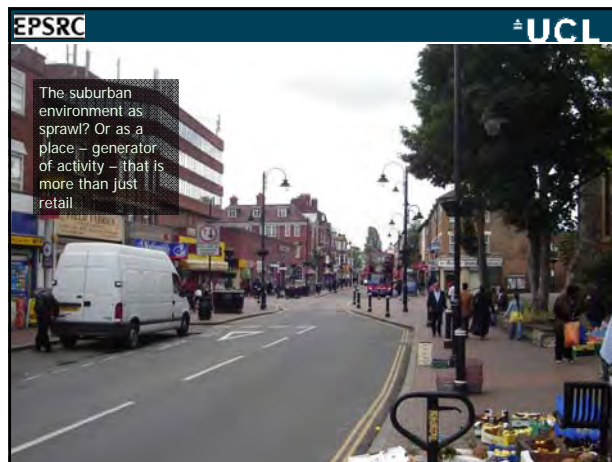 EPSRC
UCL
The suburban
environment as
sprawl? Or as a
place – generator
of activity – that is
more than just
retail